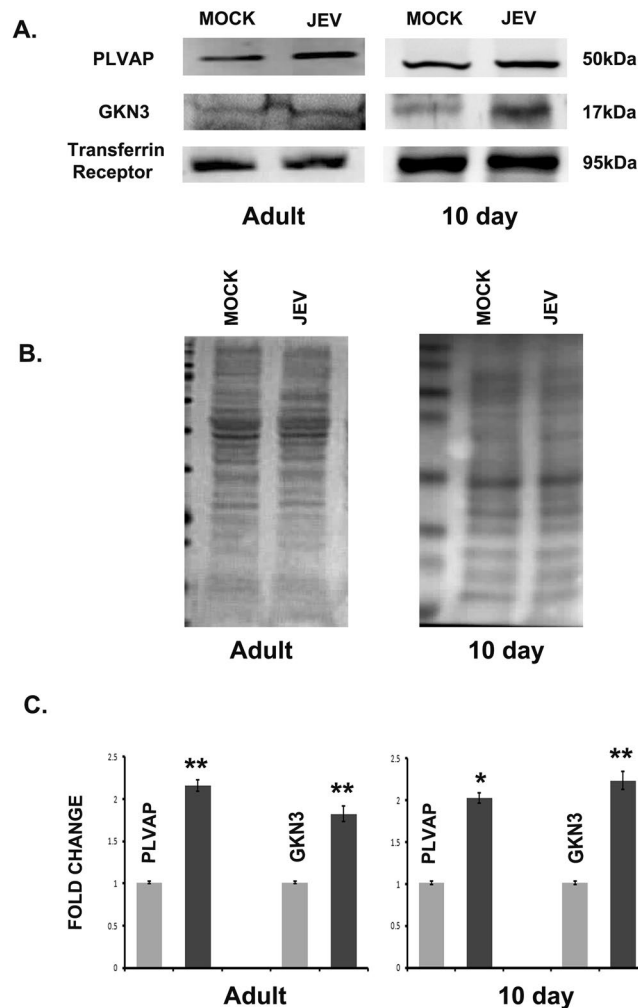 A.
MOCK JEV MOCK JEV
PLVAP 50kDa
GKN3 17kDa
Transferrin
Receptor 95kDa
Adult 10 day
MOCK JEV MOCK JEV
B.
Adult 10 day
C.
FOLD CHANGE
2.5
2
1.5
1
0.5
0
PLVAP ** GKN3 **
Adult
2.5
2
1.5
1
0.5
0
PLVAP * GKN3 **
10 day